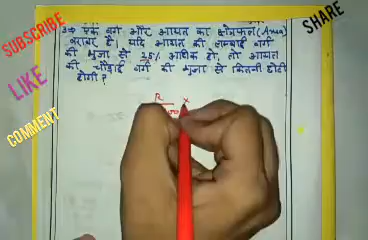 SUBSCRIBE
LIKE
COMMENT
SHARE
एक वर्ग और आयत का क्षेत्रफल (Area)
बराबर है। यदि आयत की लम्बाई वर्ग
की भुजा से 25% अधिक हो, तो आयत
की चौड़ाई वर्ग की भुजा से कितनी छोटी
होगी ?
R x